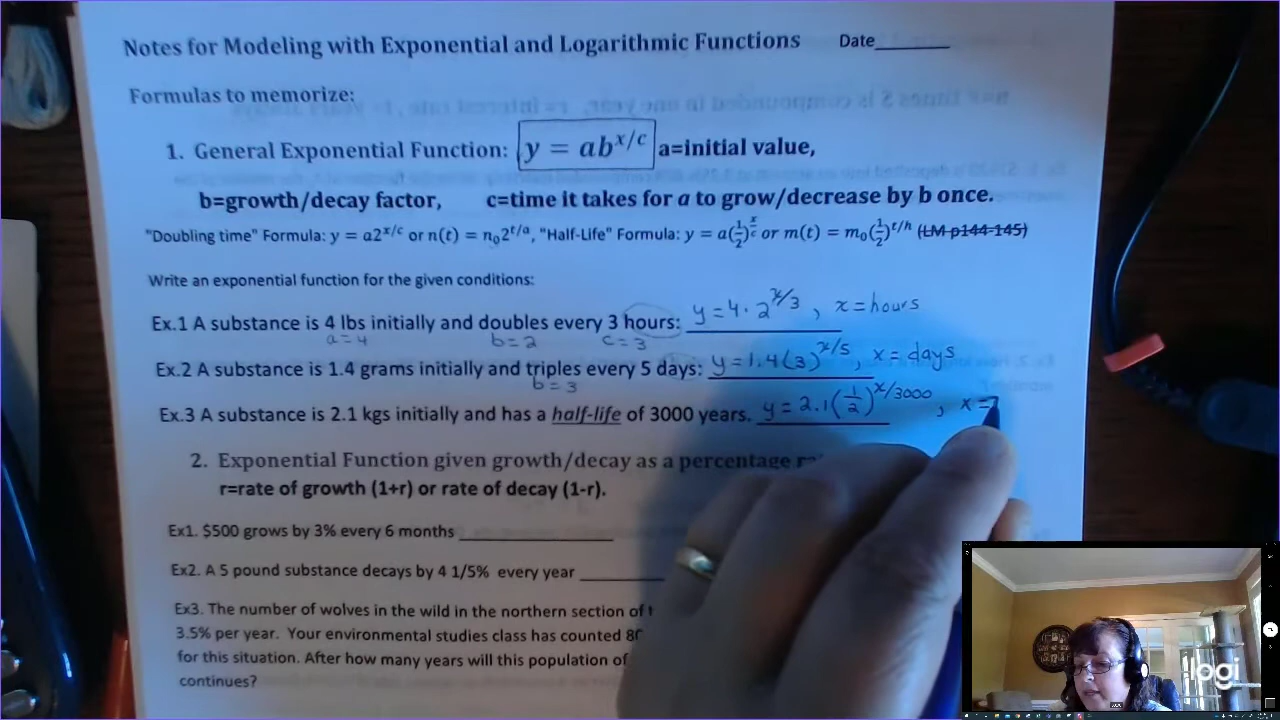 Notes for Modeling with Exponential and Logarithmic Functions Date_______
Formulas to memorize:
1. General Exponential Function: y = ab^{x/c} a=initial value,
b=growth/decay factor, c=time it takes for a to grow/decrease by b once.
"Doubling time" Formula: y = a2^{x/c} or n(t) = n₀2^{t/a}, "Half-Life" Formula: y = a(1/2)^{x/c} or m(t) = m₀(1/2)^{t/h} (LM p144-145)
Write an exponential function for the given conditions:
Ex.1 A substance is 4 lbs initially and doubles every 3 hours: y = 4 · 2^{x/3}, x = hours
a = 4 b = 2 c = 3
Ex.2 A substance is 1.4 grams initially and triples every 5 days: y = 1.4(3)^{x/5}, x = days
b = 3
Ex.3 A substance is 2.1 kgs initially and has a half-life of 3000 years. y = 2.1(1/2)^{x/3000}, x =
2. Exponential Function given growth/decay as a percentage
r=rate of growth (1+r) or rate of decay (1-r).
Ex1. $500 grows by 3% every 6 months ____________
Ex2. A 5 pound substance decays by 4 1/5% every year ________
Ex3. The number of wolves in the wild in the northern section of
3.5% per year. Your environmental studies class has counted
for this situation. After how many years will this population of
continues?
logi